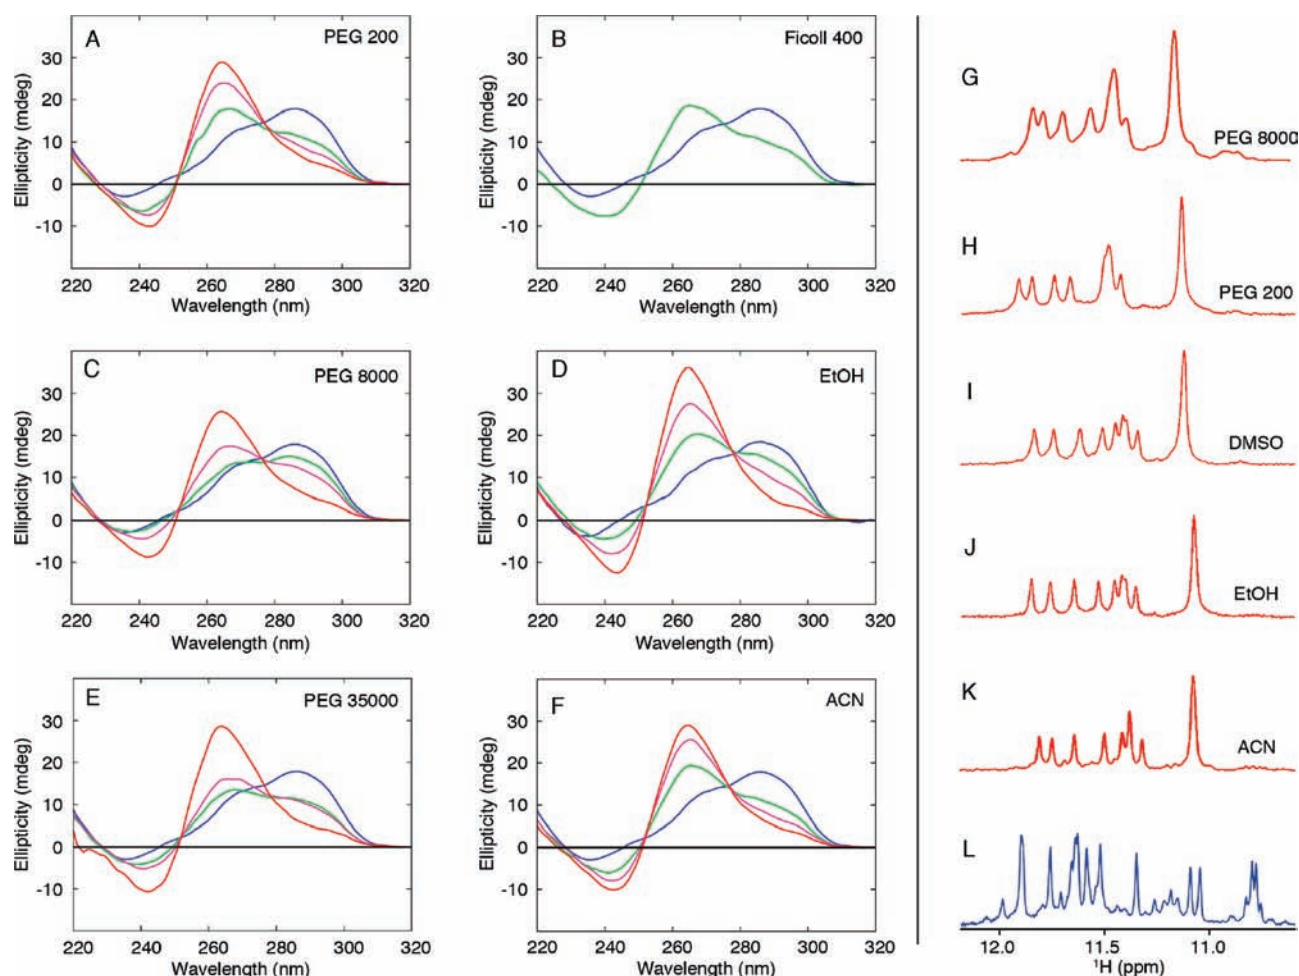 A
PEG 200
Ellipticity (mdeg)
30
20
10
0
-10
220 240 260 280 300 320
Wavelength (nm)
B
Ficoll 400
Ellipticity (mdeg)
30
20
10
0
-10
220 240 260 280 300 320
Wavelength (nm)
C
PEG 8000
Ellipticity (mdeg)
30
20
10
0
-10
220 240 260 280 300 320
Wavelength (nm)
D
EtOH
Ellipticity (mdeg)
30
20
10
0
-10
220 240 260 280 300 320
Wavelength (nm)
E
PEG 35000
Ellipticity (mdeg)
30
20
10
0
-10
220 240 260 280 300 320
Wavelength (nm)
F
ACN
Ellipticity (mdeg)
30
20
10
0
-10
220 240 260 280 300 320
Wavelength (nm)
G
PEG 8000
H
PEG 200
I
DMSO
J
EtOH
K
ACN
L
12.0 11.5 11.0
¹H (ppm)